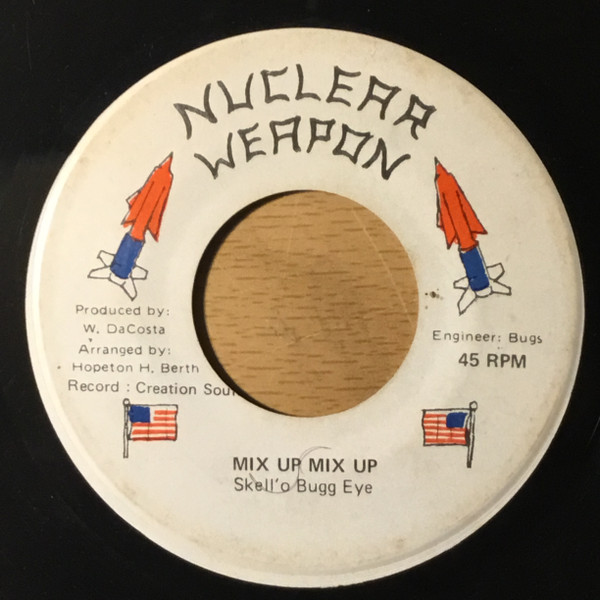 NUCLEAR
WEAPON
Produced by:
W. DaCosta
Arranged by:
Hopeton H. Berth
Record : Creation
Engineer: Bugs
45 RPM
MIX UP MIX UP
Skell'o Bugg Eye